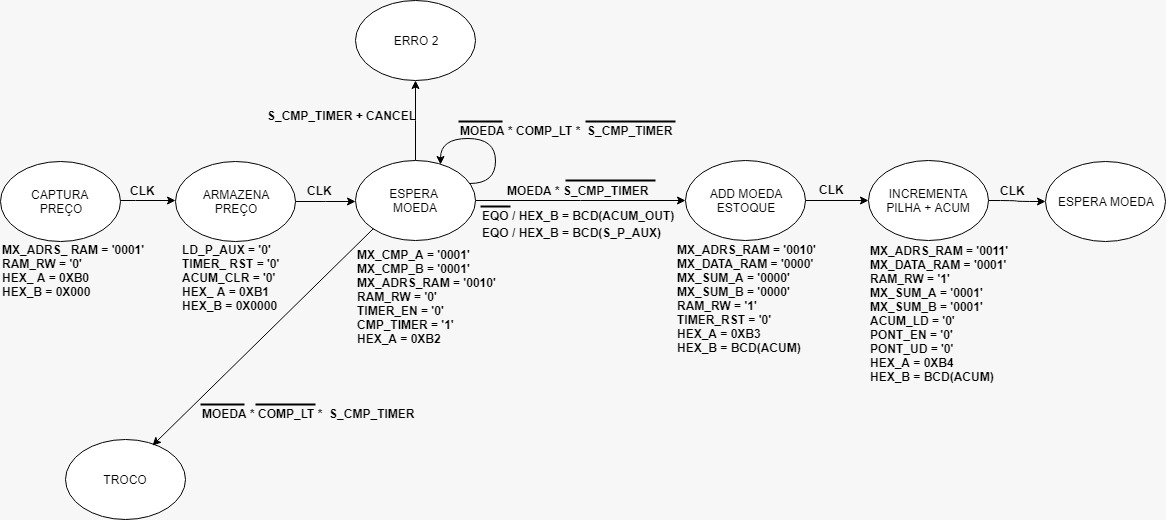 ERRO 2
S_CMP_TIMER + CANCEL
MOEDA * COMP_LT * S_CMP_TIMER
CAPTURA
PREÇO
CLK
ARMAZENA
PREÇO
CLK
ESPERA
MOEDA
MOEDA * S_CMP_TIMER
EQO / HEX_B = BCD(ACUM_OUT)
EQO / HEX_B = BCD(S_P_AUX)
ADD MOEDA
ESTOQUE
CLK
INCREMENTA
PILHA + ACUM
CLK
ESPERA MOEDA
MX_ADRS_ RAM = '0001'
RAM_RW = '0'
HEX_A = 0XB0
HEX_B = 0X000
LD_P_AUX = '0'
TIMER_RST = '0'
ACUM_CLR = '0'
HEX_A = 0XB1
HEX_B = 0X0000
MX_CMP_A = '0001'
MX_CMP_B = '0001'
MX_ADRS_RAM = '0010'
RAM_RW = '0'
TIMER_EN = '0'
CMP_TIMER = '1'
HEX_A = 0XB2
MX_ADRS_RAM = '0010'
MX_DATA_RAM = '0000'
MX_SUM_A = '0000'
MX_SUM_B = '0000'
RAM_RW = '1'
TIMER_RST = '0'
HEX_A = 0XB3
HEX_B = BCD(ACUM)
MX_ADRS_RAM = '0011'
MX_DATA_RAM = '0001'
RAM_RW = '1'
MX_SUM_A = '0001'
MX_SUM_B = '0001'
ACUM_LD = '0'
PONT_EN = '0'
PONT_UD = '0'
HEX_A = 0XB4
HEX_B = BCD(ACUM)
MOEDA * COMP_LT * S_CMP_TIMER
TROCO